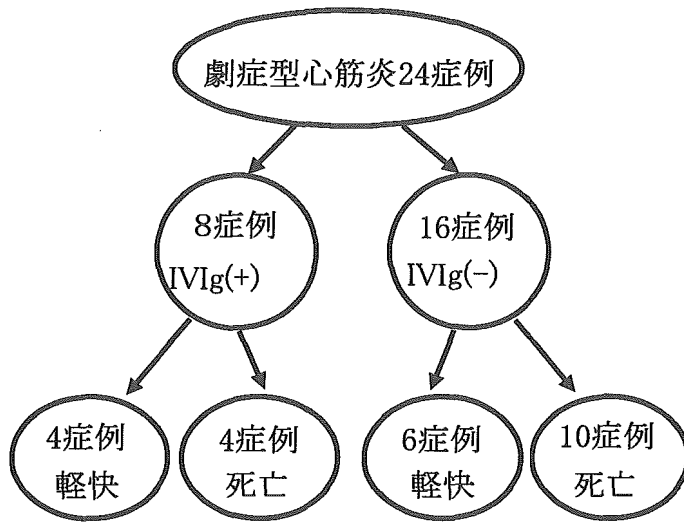 劇症型心筋炎24症例
8症例
IVIg(+)
16症例
IVIg(−)
4症例
軽快
4症例
死亡
6症例
軽快
10症例
死亡